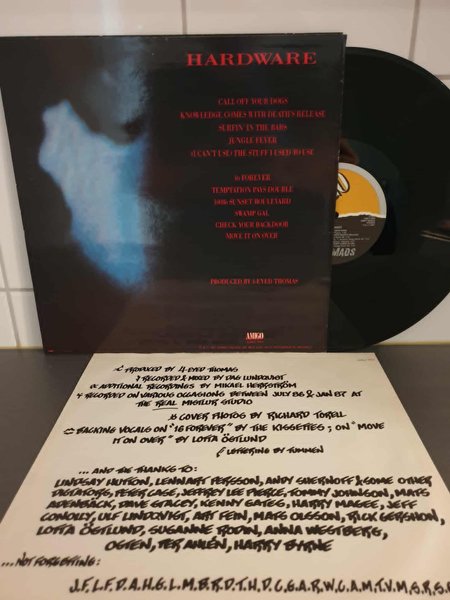 HARDWARE
CALL OFF YOUR DOGS
KNOWLEDGE COMES WITH DEATH'S RELEASE
SURFIN' IN THE BARS
JUNGLE FEVER
(I CAN'T USE) THE STUFF I USED TO USE
16 FOREVER
TEMPTATION PAYS DOUBLE
SUNSET BOULEVARD
SWAMP GAL
CHECK YOUR BACKDOOR
MOVE IT ON OVER
PRODUCED BY 4-EYED THOMAS
AMIGO
MADS
PRODUCED BY 4-EYED THOMAS
RECORDED & MIXED BY DAG LUNDQUIST
ADDITIONAL RECORDINGS BY MIKAEL HERRSTRÖM
RECORDED ON VARIOUS OCCASIONS BETWEEN JULY 86 & JAN 87 AT
THE REAL MISTLUR STUDIO
COVER PHOTOS BY RICHARD TORELL
BACKING VOCALS ON "16 FOREVER" BY THE KISSETTES; ON "MOVE
IT ON OVER" BY LOTTA ÖSTLUND
LETTERING BY TUMMEN
... AND THE THANKS TO:
LINDSAY HUTTON, LENNART PERSSON, ANDY SHERNOFF & SOME OTHER
DICTATORS, PETER CASE, JEFFREY LEE PIERCE, TOMMY JOHNSON, MATS
DAVE STACEY, KENNY GATES, HARRY MAGEE, JEFF
CONOLLY, ULF LINDQVIST, ART FEIN, MATS OLSSON, RICK GERSHON,
LOTTA ÖSTLUND, SUSANNE RODIN, ANNA WESTBERG,
OSTEN, PER AHLÉN, HARRY BYRNE
...NOT FORGETTING:
J.F.L.F.D.A.H.G.L.M.B.R.D.T.H.D.C.G.A.R.W.C.A.M.T.V.M.S.R.S.